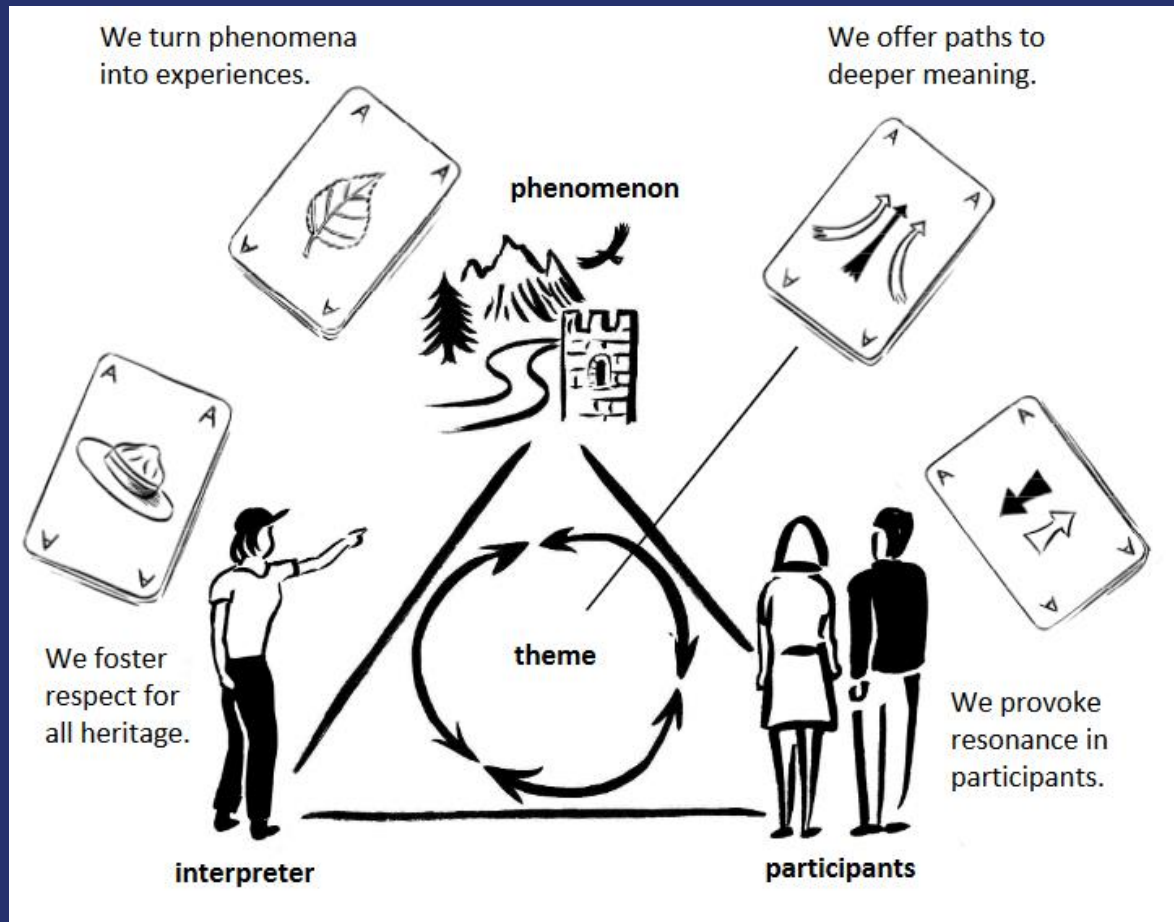 We turn phenomena
into experiences.
We offer paths to
deeper meaning.
A
A
A
A
A
A
A
A
phenomenon
A
A
A
A
A
A
A
A
theme
We foster
respect for
all heritage.
We provoke
resonance in
participants.
interpreter
participants